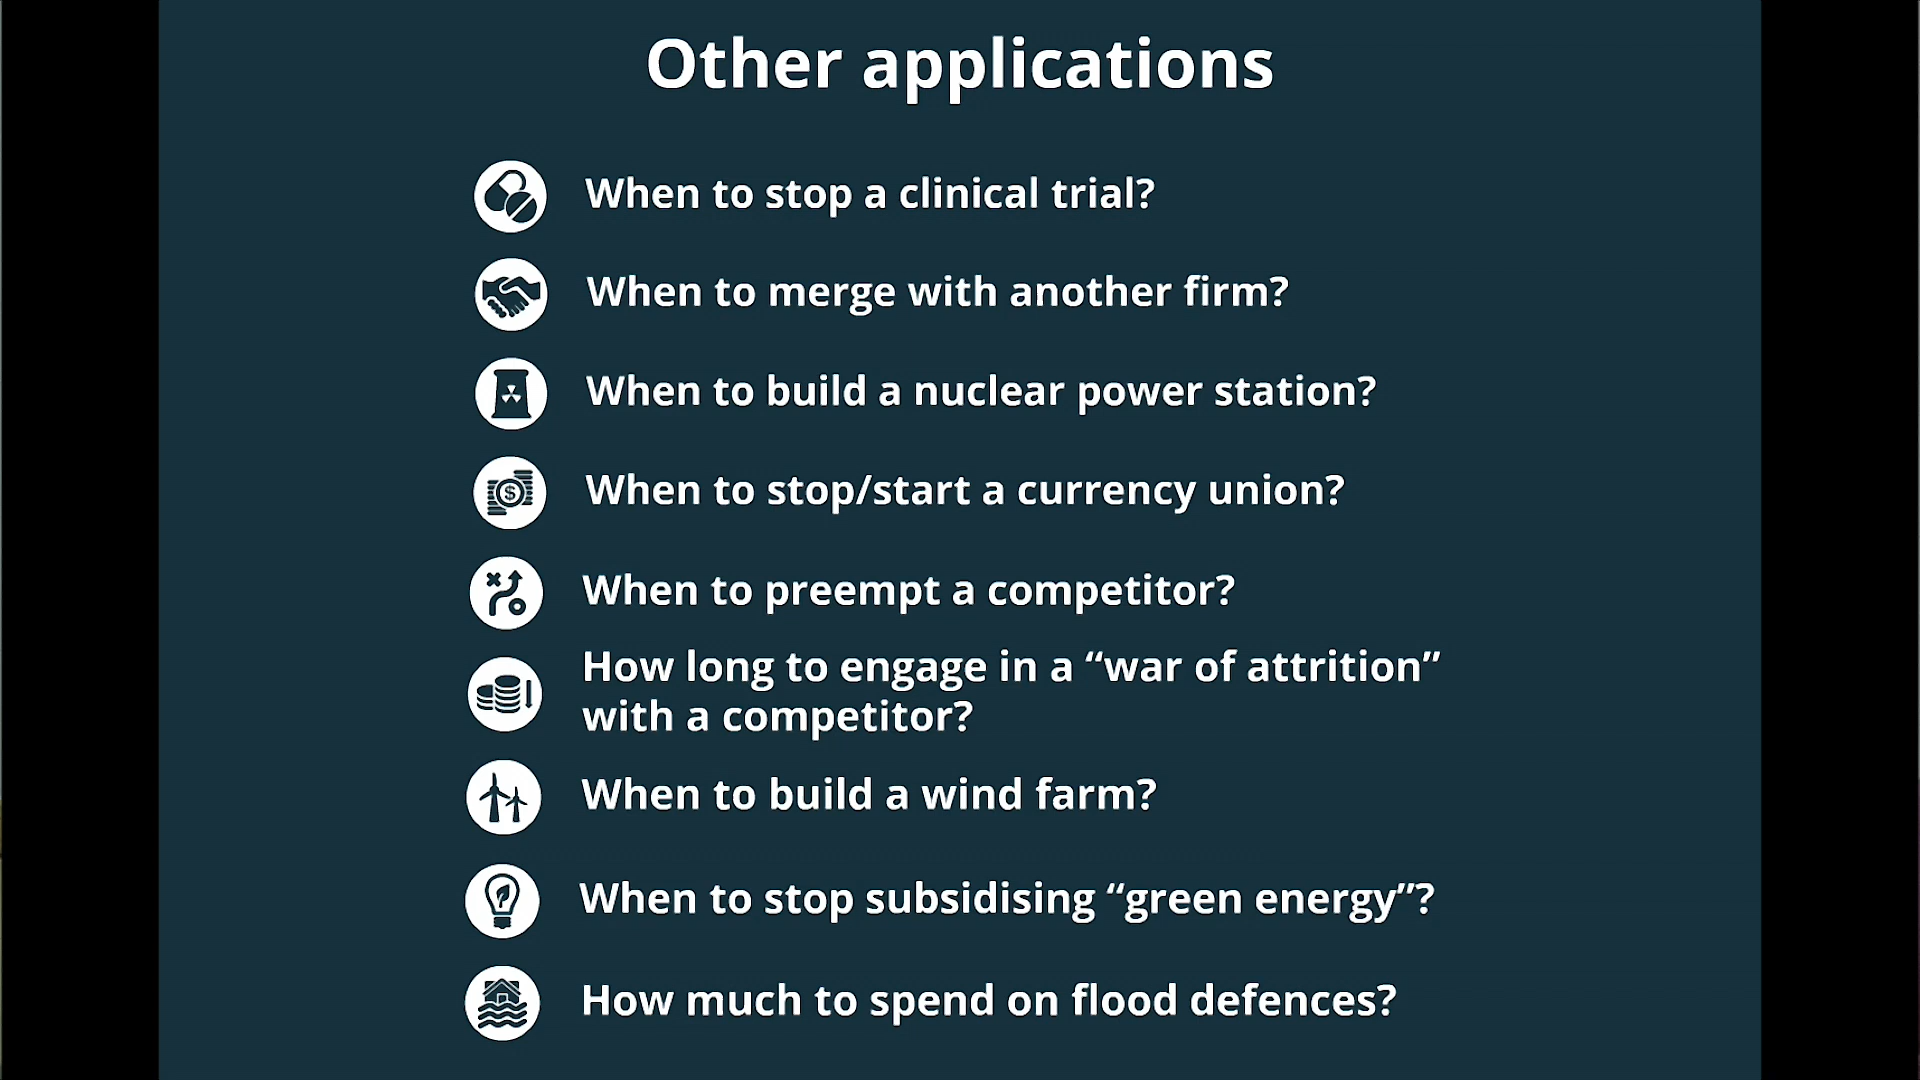 Other applications
When to stop a clinical trial?
When to merge with another firm?
When to build a nuclear power station?
When to stop/start a currency union?
When to preempt a competitor?
How long to engage in a “war of attrition”
with a competitor?
When to build a wind farm?
When to stop subsidising “green energy”?
How much to spend on flood defences?